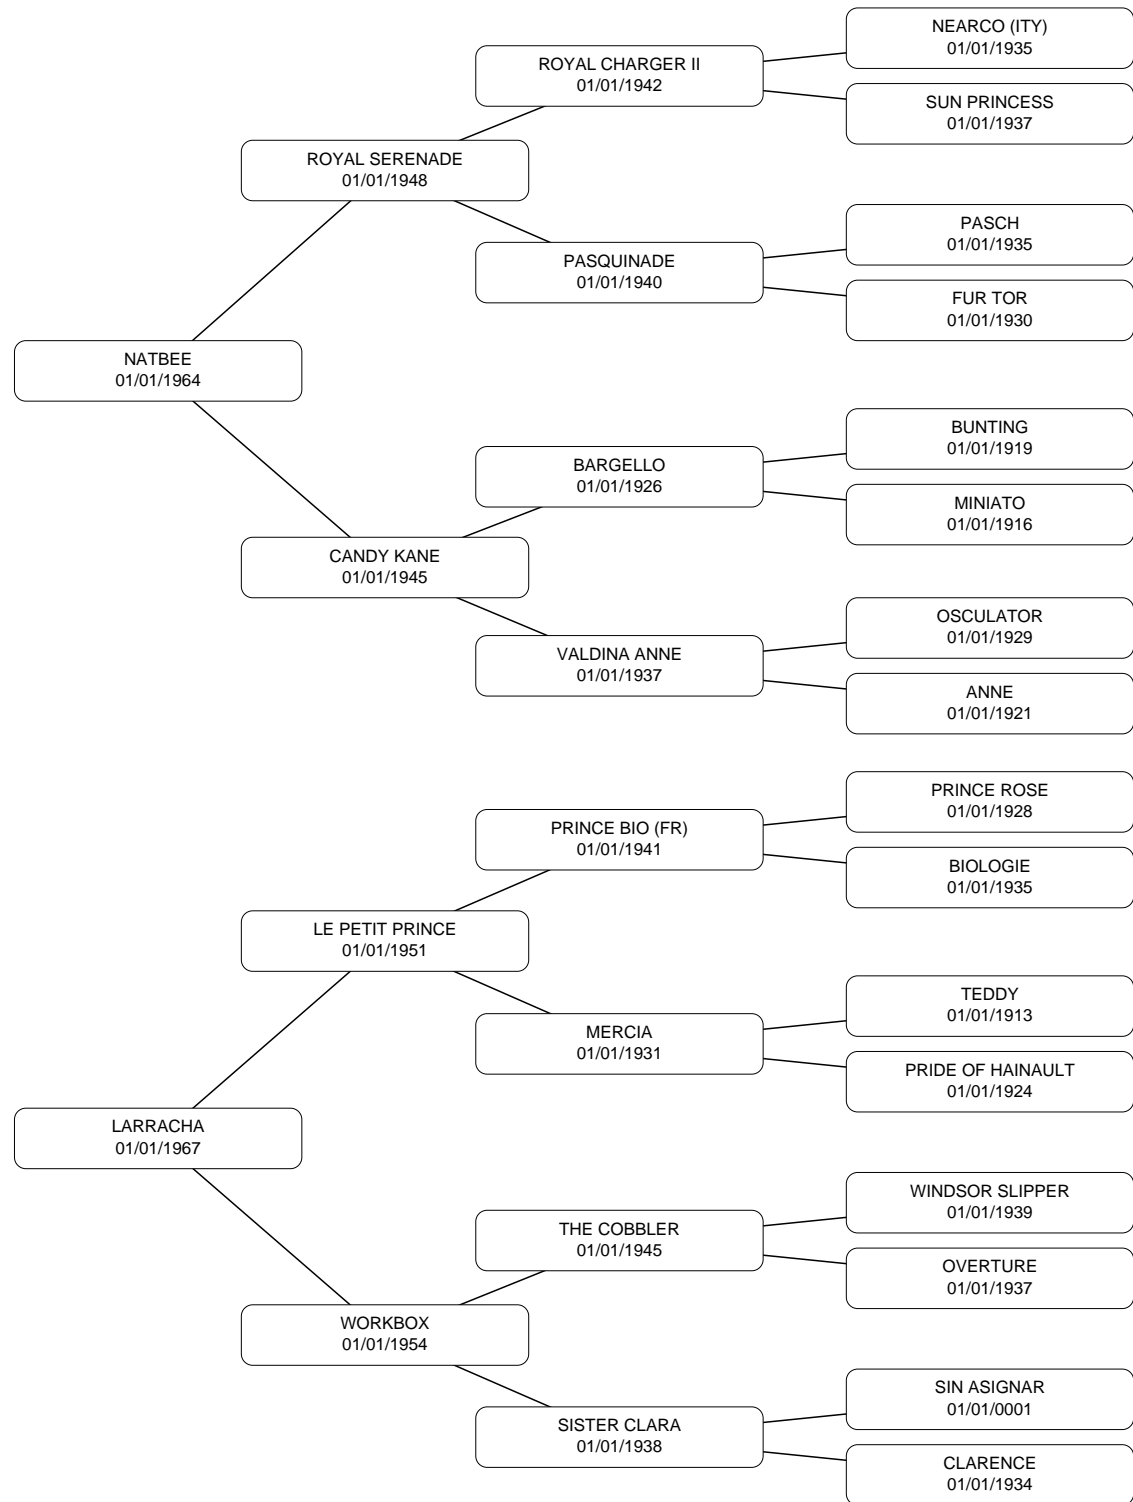 NEARCO (ITY)
01/01/1935
ROYAL CHARGER II
01/01/1942
SUN PRINCESS
01/01/1937
ROYAL SERENADE
01/01/1948
PASCH
01/01/1935
PASQUINADE
01/01/1940
FUR TOR
01/01/1930
NATBEE
01/01/1964
BUNTING
01/01/1919
BARGELLO
01/01/1926
MINIATO
01/01/1916
CANDY KANE
01/01/1945
OSCULATOR
01/01/1929
VALDINA ANNE
01/01/1937
ANNE
01/01/1921
PRINCE ROSE
01/01/1928
PRINCE BIO (FR)
01/01/1941
BIOLOGIE
01/01/1935
LE PETIT PRINCE
01/01/1951
TEDDY
01/01/1913
MERCIA
01/01/1931
PRIDE OF HAINAULT
01/01/1924
LARRACHA
01/01/1967
WINDSOR SLIPPER
01/01/1939
THE COBBLER
01/01/1945
OVERTURE
01/01/1937
WORKBOX
01/01/1954
SIN ASIGNAR
01/01/0001
SISTER CLARA
01/01/1938
CLARENCE
01/01/1934